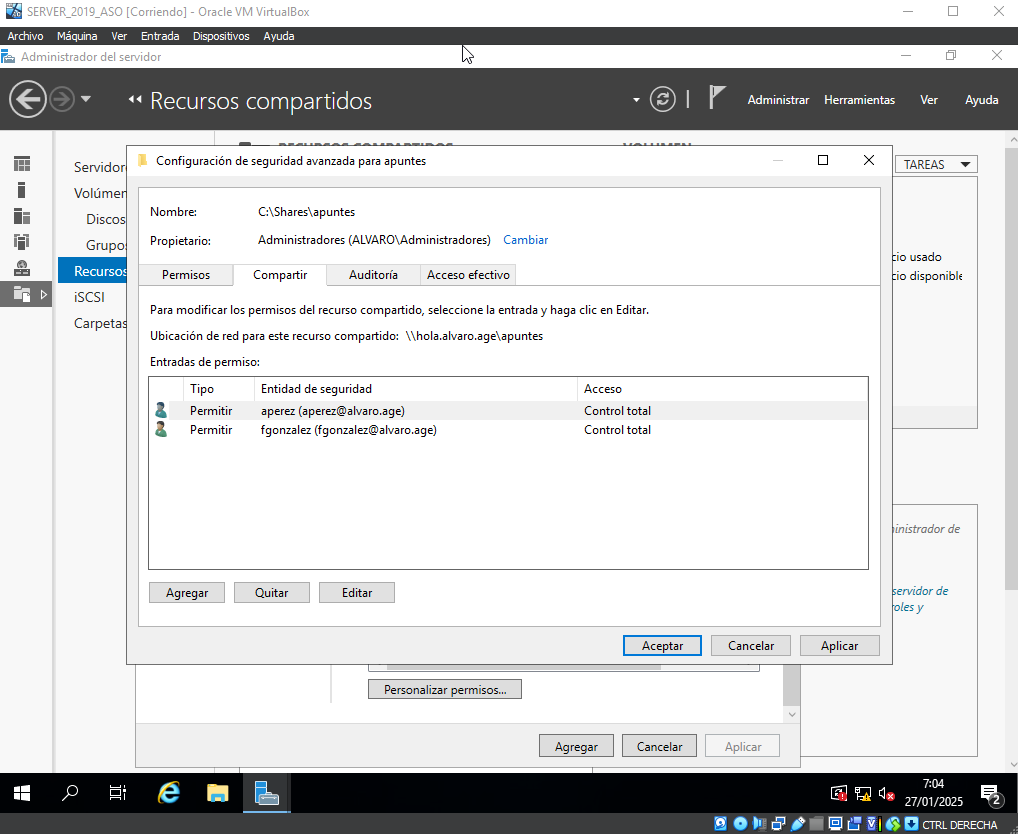 SERVER_2019_ASO [Corriendo] - Oracle VM VirtualBox
Archivo Máquina Ver Entrada Dispositivos Ayuda
Administrador del servidor
Recursos compartidos
Administrar Herramientas Ver Ayuda
RECURSOS COMPARTIDOS
VOLUMEN
TAREAS
Servidor
Volúmen
Discos
Grupos
Recursos
iSCSI
Carpetas
Configuración de seguridad avanzada para apuntes
Nombre: C:\Shares\apuntes
Propietario: Administradores (ALVARO\Administradores) Cambiar
Permisos Compartir Auditoría Acceso efectivo
Para modificar los permisos del recurso compartido, seleccione la entrada y haga clic en Editar.
Ubicación de red para este recurso compartido: \\hola.alvaro.age\apuntes
Entradas de permiso:
Tipo Entidad de seguridad Acceso
Permitir aperez (aperez@alvaro.age) Control total
Permitir fgonzalez (fgonzalez@alvaro.age) Control total
Agregar Quitar Editar
Aceptar Cancelar Aplicar
cio usado
cio disponible
ninistrador de
servidor de
roles y
Personalizar permisos...
Agregar Cancelar Aplicar
7:04
27/01/2025
2
CTRL DERECHA